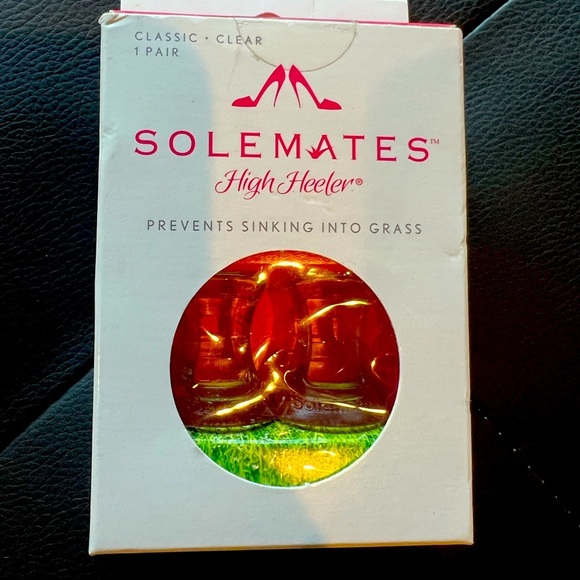 CLASSIC • CLEAR
1 PAIR
SOLEMATES™
High Heeler®
PREVENTS SINKING INTO GRASS